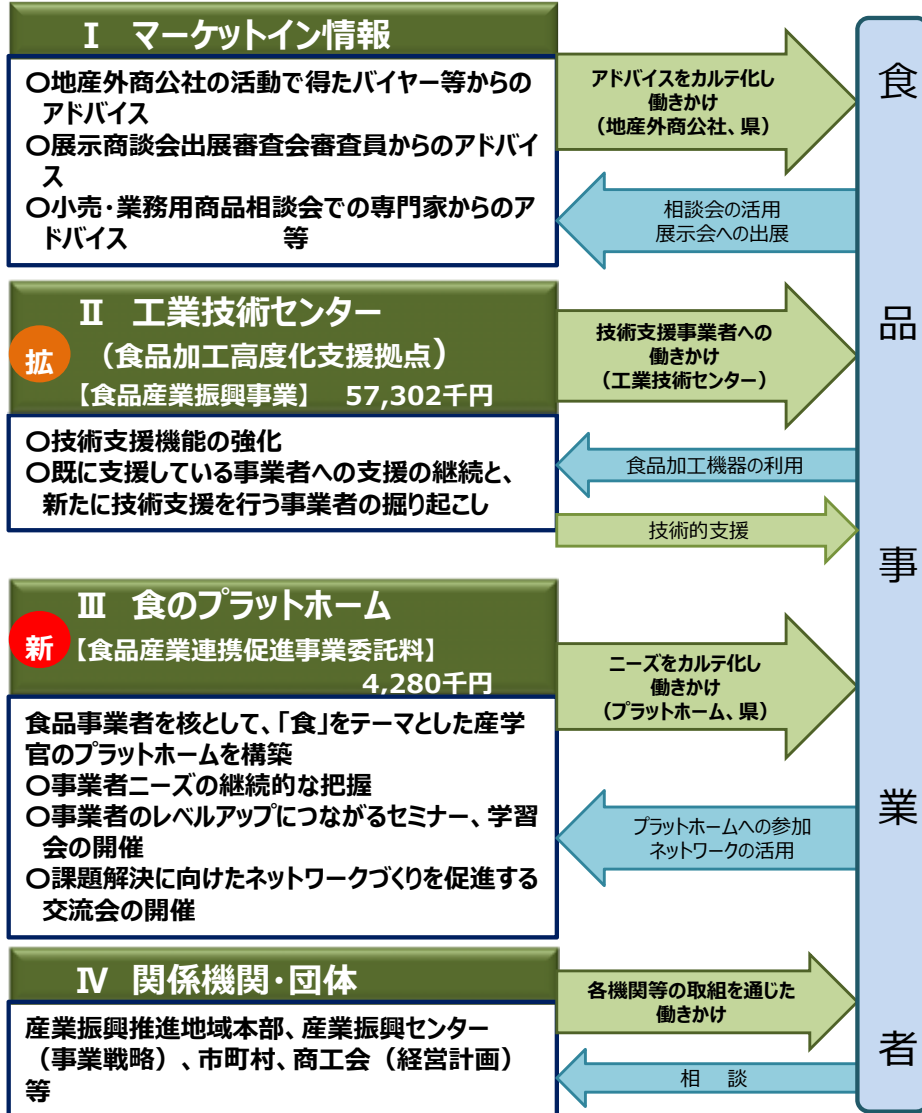 Ⅰ マーケットイン情報
〇地産外商公社の活動で得たバイヤー等からの
アドバイス
〇展示商談会出展審査会審査員からのアドバイ
ス
〇小売・業務用商品相談会での専門家からのア
ドバイス 等
アドバイスをカルテ化し
働きかけ
(地産外商公社、県)
相談会の活用
展示会への出展
Ⅱ 工業技術センター
拡 (食品加工高度化支援拠点)
【食品産業振興事業】 57,302千円
〇技術支援機能の強化
〇既に支援している事業者への支援の継続と、
新たに技術支援を行う事業者の掘り起こし
技術支援事業者への
働きかけ
(工業技術センター)
食品加工機器の利用
技術的支援
Ⅲ 食のプラットホーム
新 【食品産業連携促進事業委託料】
4,280千円
食品事業者を核として、「食」をテーマとした産学
官のプラットホームを構築
〇事業者ニーズの継続的な把握
〇事業者のレベルアップにつながるセミナー、学習
会の開催
〇課題解決に向けたネットワークづくりを促進する
交流会の開催
ニーズをカルテ化し
働きかけ
(プラットホーム、県)
プラットホームへの参加
ネットワークの活用
Ⅳ 関係機関・団体
産業振興推進地域本部、産業振興センター
(事業戦略)、市町村、商工会(経営計画)
等
各機関等の取組を通じた
働きかけ
相 談
食品事業者